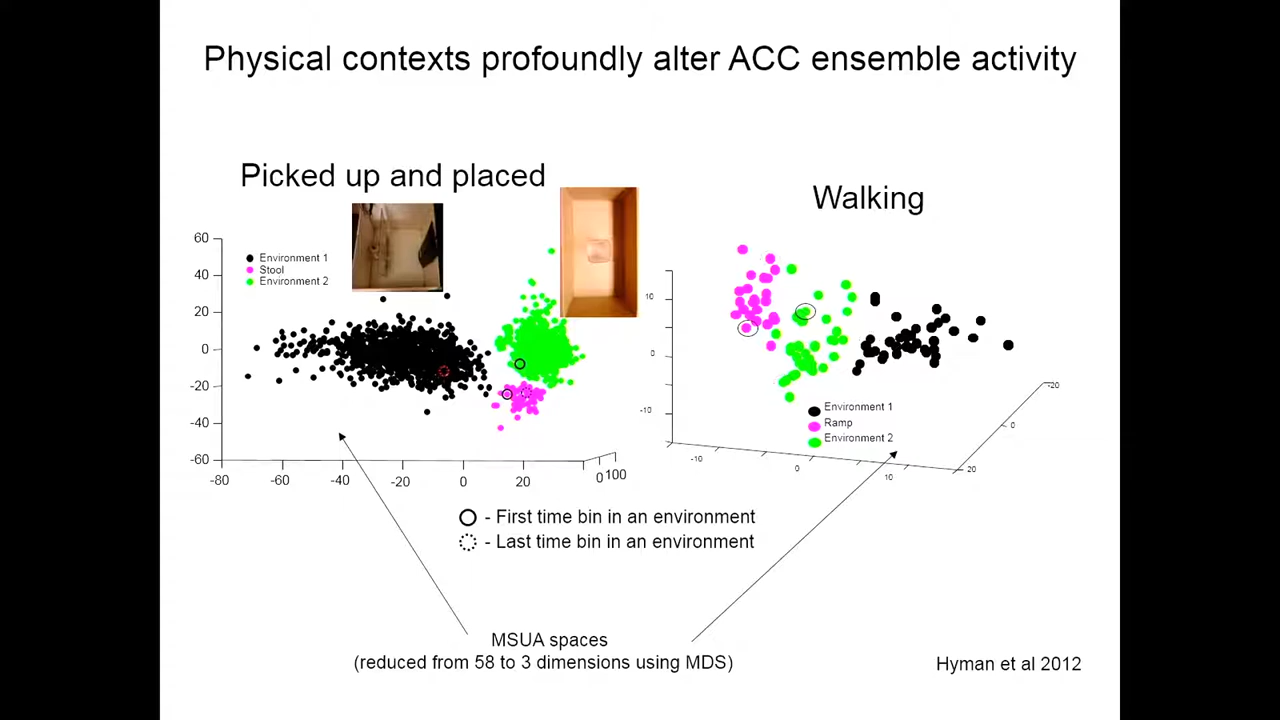 Physical contexts profoundly alter ACC ensemble activity
Picked up and placed
Walking
Environment 1
Stool
Environment 2
60
40
20
0
-20
-40
-60
-80
-60
-40
-20
0
20
0
100
10
0
-10
-10
0
10
20
0
-20
Environment 1
Ramp
Environment 2
- First time bin in an environment
- Last time bin in an environment
MSUA spaces
(reduced from 58 to 3 dimensions using MDS)
Hyman et al 2012